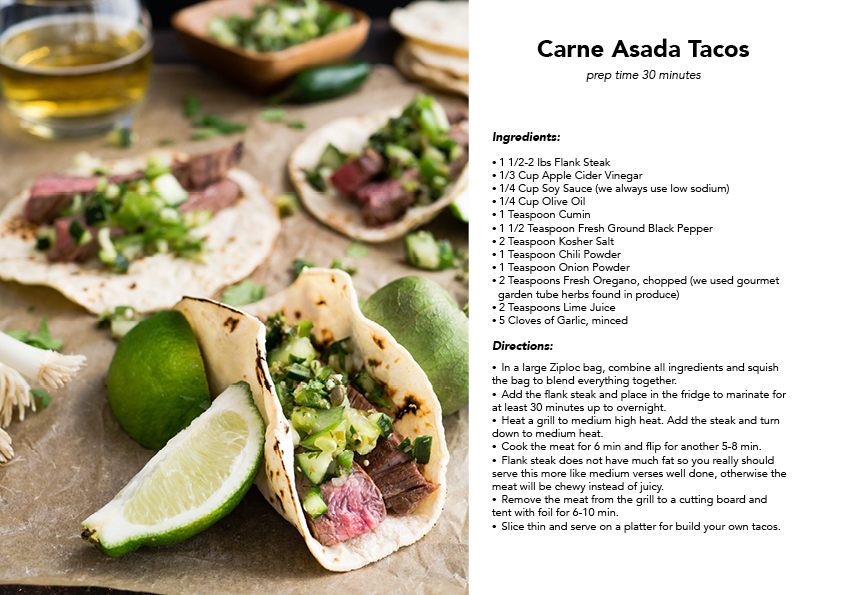 Carne Asada Tacos
prep time 30 minutes
Ingredients:
• 1 1/2-2 lbs Flank Steak
• 1/3 Cup Apple Cider Vinegar
• 1/4 Cup Soy Sauce (we always use low sodium)
• 1/4 Cup Olive Oil
• 1 Teaspoon Cumin
• 1 1/2 Teaspoon Fresh Ground Black Pepper
• 2 Teaspoon Kosher Salt
• 1 Teaspoon Chili Powder
• 1 Teaspoon Onion Powder
• 2 Teaspoons Fresh Oregano, chopped (we used gourmet
garden tube herbs found in produce)
• 2 Teaspoons Lime Juice
• 5 Cloves of Garlic, minced
Directions:
• In a large Ziploc bag, combine all ingredients and squish
the bag to blend everything together.
• Add the flank steak and place in the fridge to marinate for
at least 30 minutes up to overnight.
• Heat a grill to medium high heat. Add the steak and turn
down to medium heat.
• Cook the meat for 6 min and flip for another 5-8 min.
• Flank steak does not have much fat so you really should
serve this more like medium verses well done, otherwise the
meat will be chewy instead of juicy.
• Remove the meat from the grill to a cutting board and
tent with foil for 6-10 min.
• Slice thin and serve on a platter for build your own tacos.